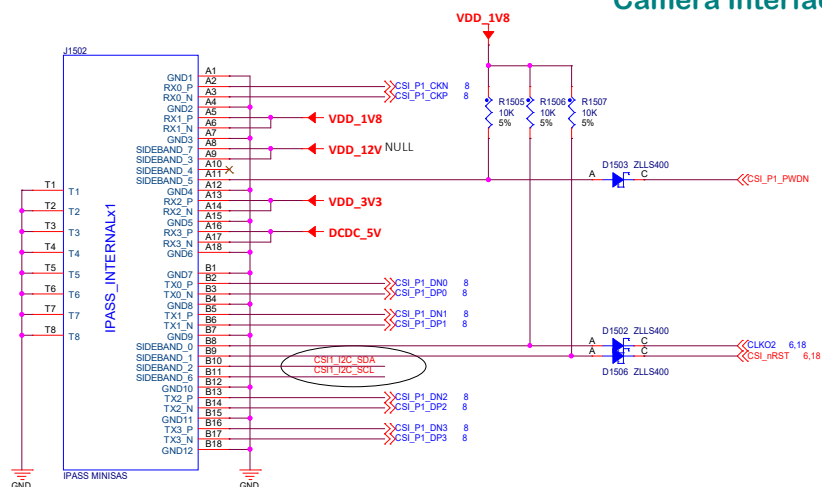 Camera Interfac
VDD_1V8
J1502
GND1 A1
RX0_P A2 CSI_P1_CKN 8
RX0_N A3 CSI_P1_CKP 8
GND2 A4
RX1_P A5 VDD_1V8
RX1_N A6
GND3 A7
SIDEBAND_7 A8 VDD_12V NULL
SIDEBAND_3 A9
SIDEBAND_4 A10
SIDEBAND_5 A11
GND4 A12
RX2_P A13 VDD_3V3
RX2_N A14
GND5 A15
RX3_P A16 DCDC_5V
RX3_N A17
GND6 A18
R1505 R1506 R1507
10K 10K 10K
5% 5% 5%
D1503 ZLLS400
A C CSI_P1_PWDN
T1 T1
T2 T2
T3 T3
T4 T4
T5 T5
T6 T6
T7 T7
T8 T8
IPASS_INTERNALx1
GND7 B1
TX0_P B2 CSI_P1_DN0 8
TX0_N B3 CSI_P1_DP0 8
GND8 B4
TX1_P B5 CSI_P1_DN1 8
TX1_N B6 CSI_P1_DP1 8
GND9 B7
D1502 ZLLS400
SIDEBAND_0 B8 A C CLKO2 6,18
SIDEBAND_1 B9 A C CSI_nRST 6,18
D1506 ZLLS400
SIDEBAND_2 B10 CSI1_I2C_SDA
SIDEBAND_6 B11 CSI1_I2C_SCL
GND10 B12
TX2_P B13 CSI_P1_DN2 8
TX2_N B14 CSI_P1_DP2 8
GND11 B15
TX3_P B16 CSI_P1_DN3 8
TX3_N B17 CSI_P1_DP3 8
GND12 B18
IPASS MINISAS
GND GND